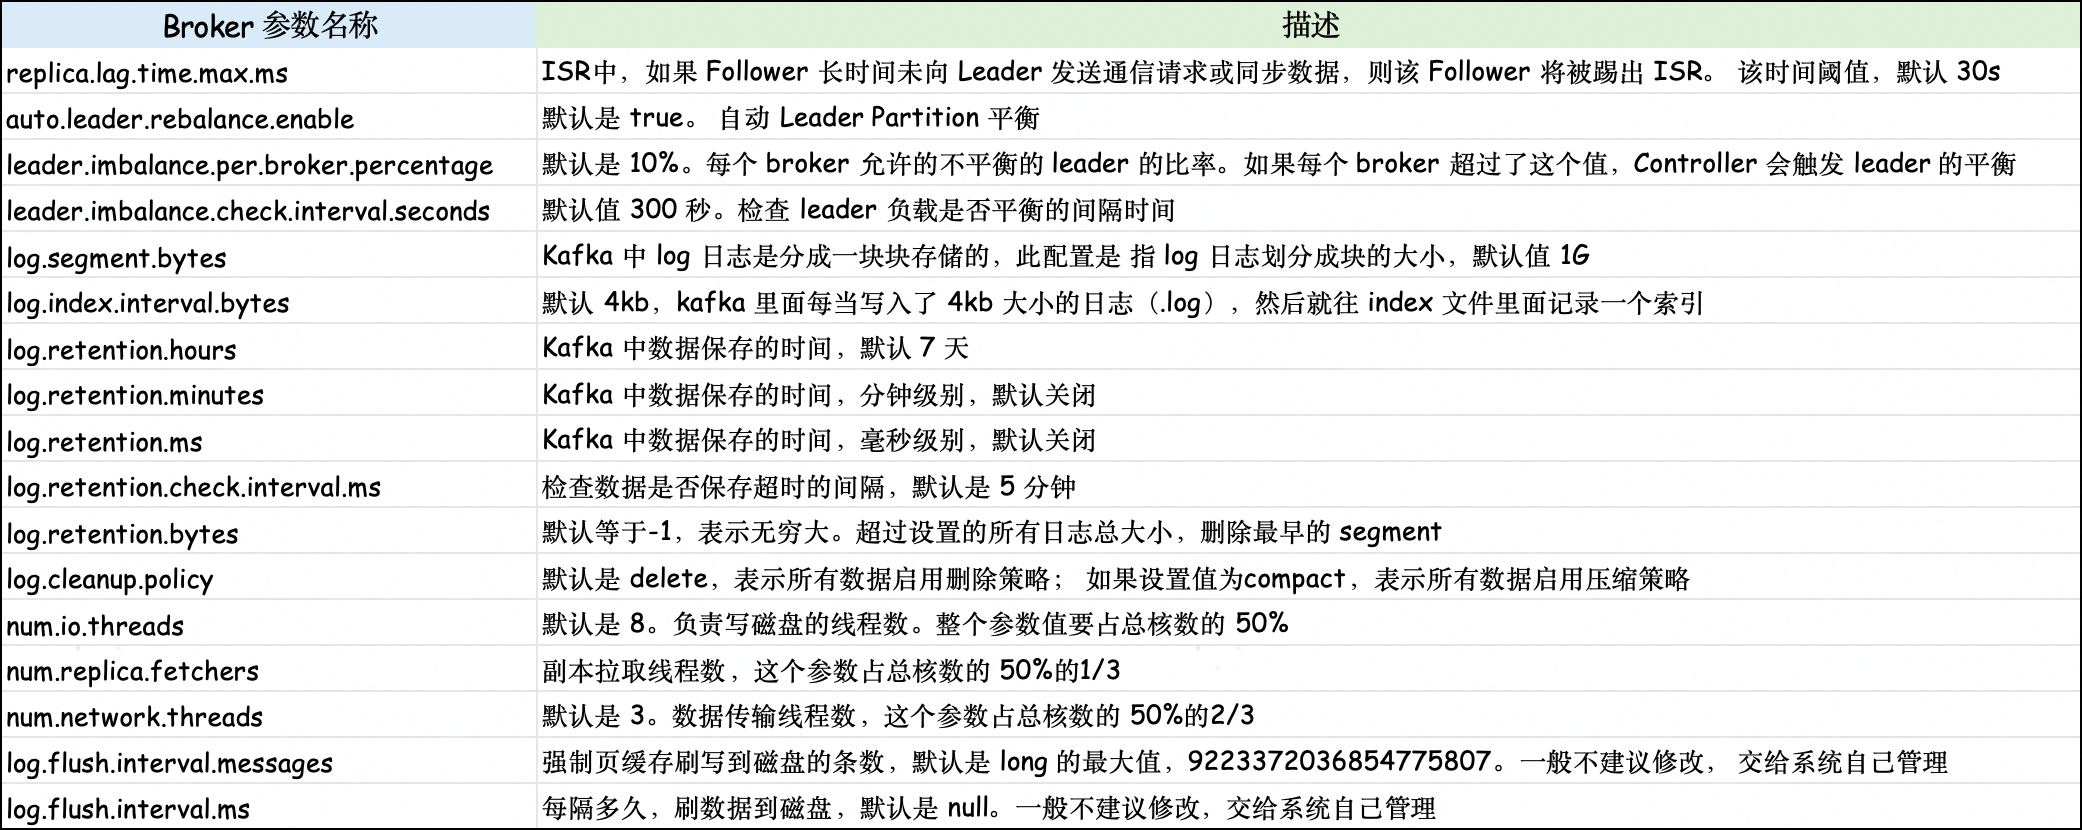 Broker 参数名称 描述
replica.lag.time.max.ms ISR中，如果 Follower 长时间未向 Leader 发送通信请求或同步数据，则该 Follower 将被踢出 ISR。 该时间阈值，默认 30s
auto.leader.rebalance.enable 默认是 true。 自动 Leader Partition 平衡
leader.imbalance.per.broker.percentage 默认是 10%。每个 broker 允许的不平衡的 leader 的比率。如果每个 broker 超过了这个值，Controller 会触发 leader 的平衡
leader.imbalance.check.interval.seconds 默认值 300 秒。检查 leader 负载是否平衡的间隔时间
log.segment.bytes Kafka 中 log 日志是分成一块块存储的，此配置是 指 log 日志划分成块的大小，默认值 1G
log.index.interval.bytes 默认 4kb，kafka 里面每当写入了 4kb 大小的日志（.log），然后就往 index 文件里面记录一个索引
log.retention.hours Kafka 中数据保存的时间，默认 7 天
log.retention.minutes Kafka 中数据保存的时间，分钟级别，默认关闭
log.retention.ms Kafka 中数据保存的时间，毫秒级别，默认关闭
log.retention.check.interval.ms 检查数据是否保存超时的间隔，默认是 5 分钟
log.retention.bytes 默认等于-1，表示无穷大。超过设置的所有日志总大小，删除最早的 segment
log.cleanup.policy 默认是 delete，表示所有数据启用删除策略； 如果设置值为compact，表示所有数据启用压缩策略
num.io.threads 默认是 8。负责写磁盘的线程数。整个参数值要占总核数的 50%
num.replica.fetchers 副本拉取线程数，这个参数占总核数的 50%的1/3
num.network.threads 默认是 3。数据传输线程数，这个参数占总核数的 50%的2/3
log.flush.interval.messages 强制页缓存刷写到磁盘的条数，默认是 long 的最大值，9223372036854775807。一般不建议修改， 交给系统自己管理
log.flush.interval.ms 每隔多久，刷数据到磁盘，默认是 null。一般不建议修改，交给系统自己管理